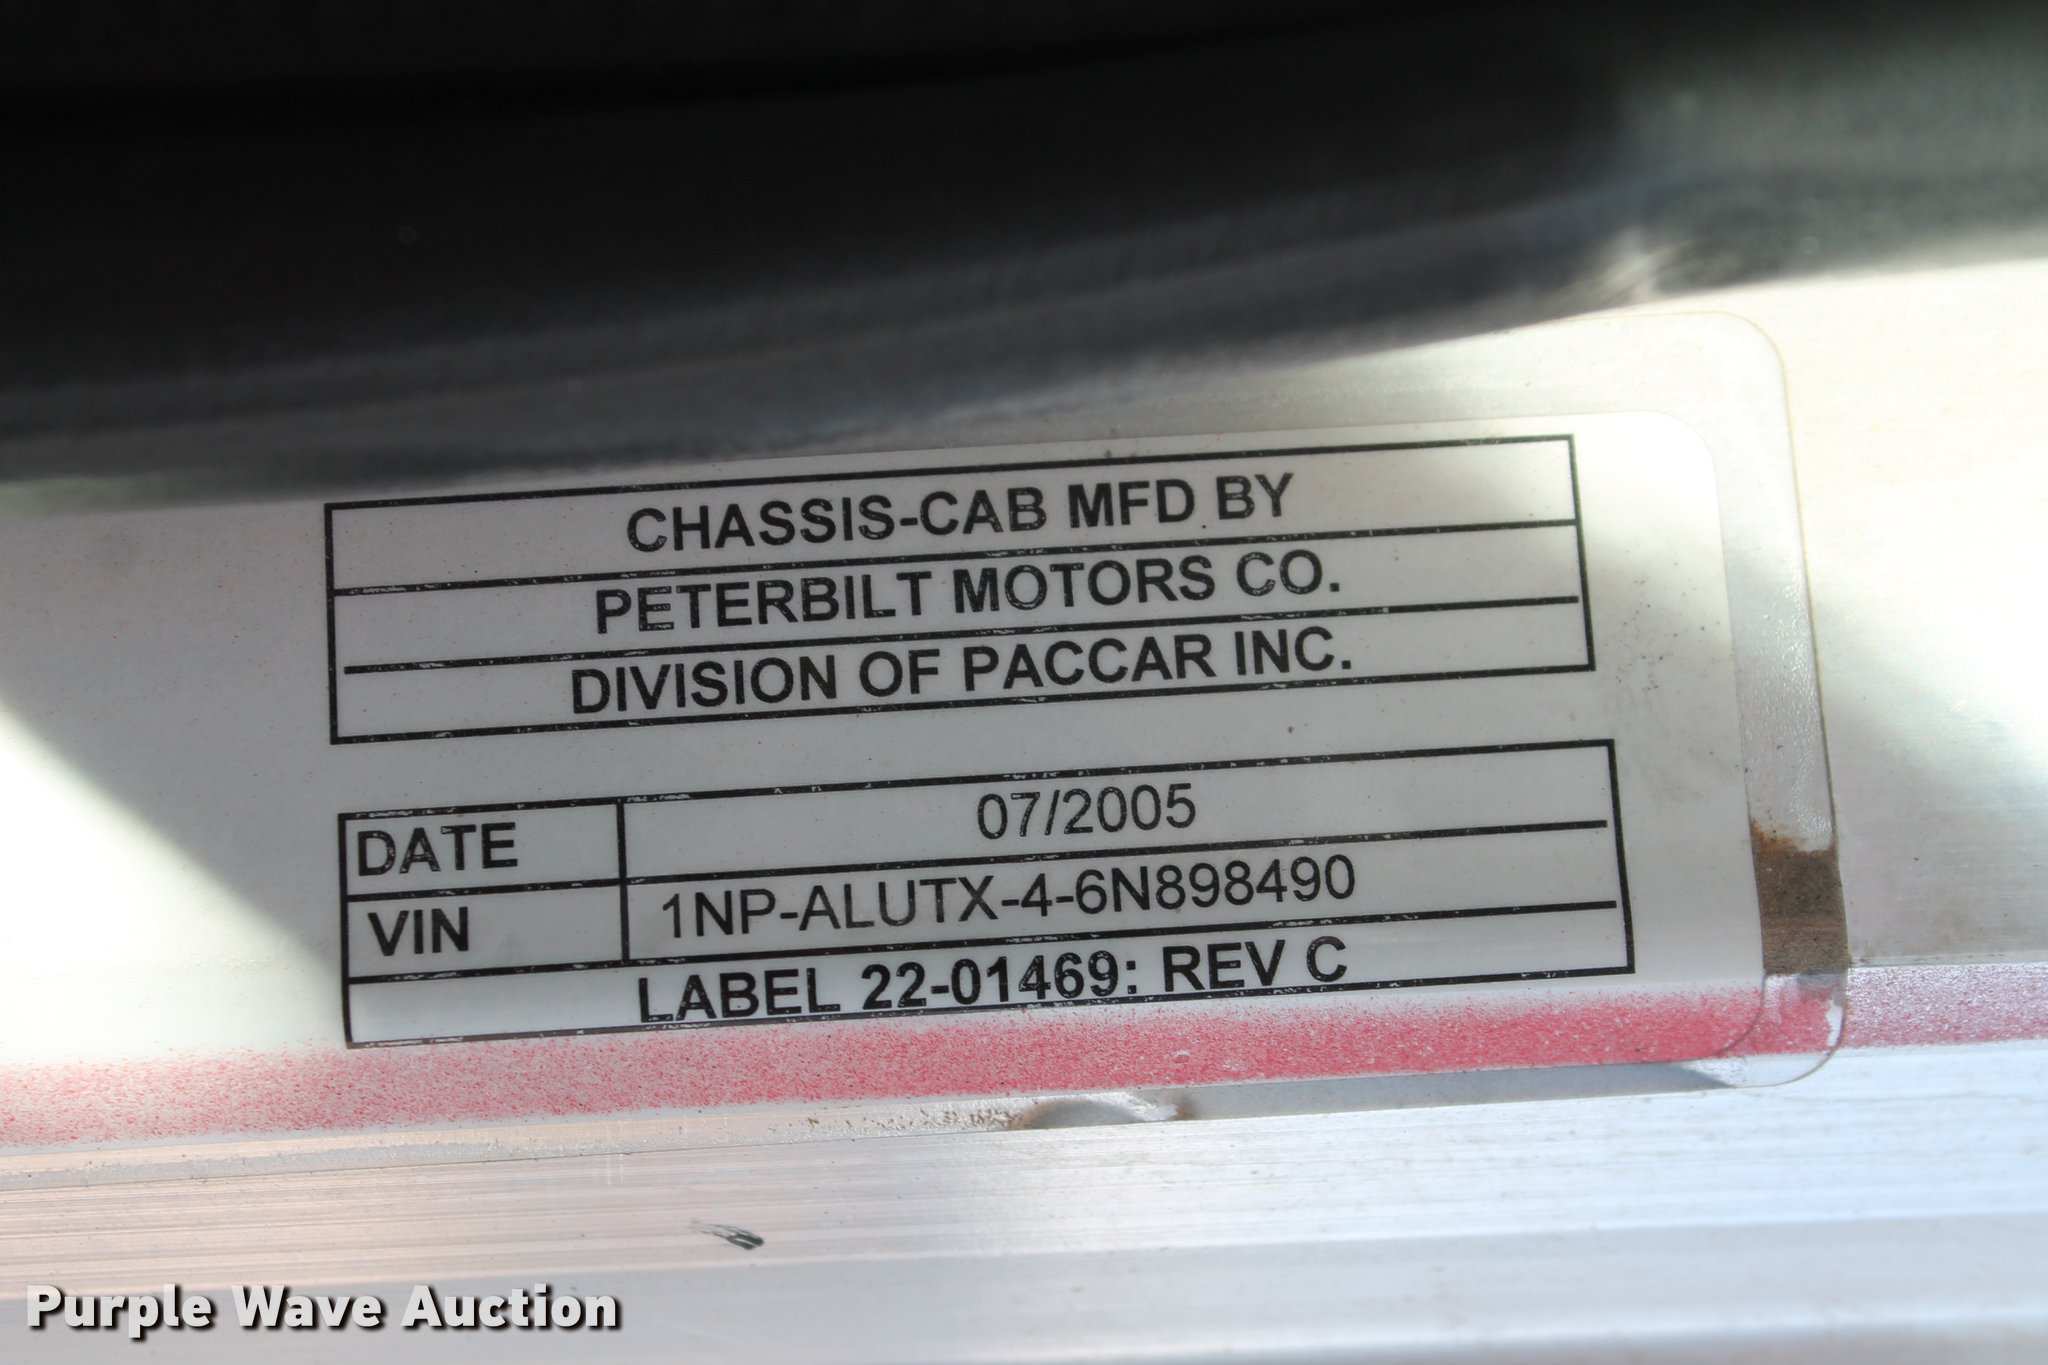 CHASSIS-CAB MFD BY
PETERBILT MOTORS CO.
DIVISION OF PACCAR INC.
DATE 07/2005
VIN 1NP-ALUTX-4-6N898490
LABEL 22-01469: REV C
Purple Wave Auction